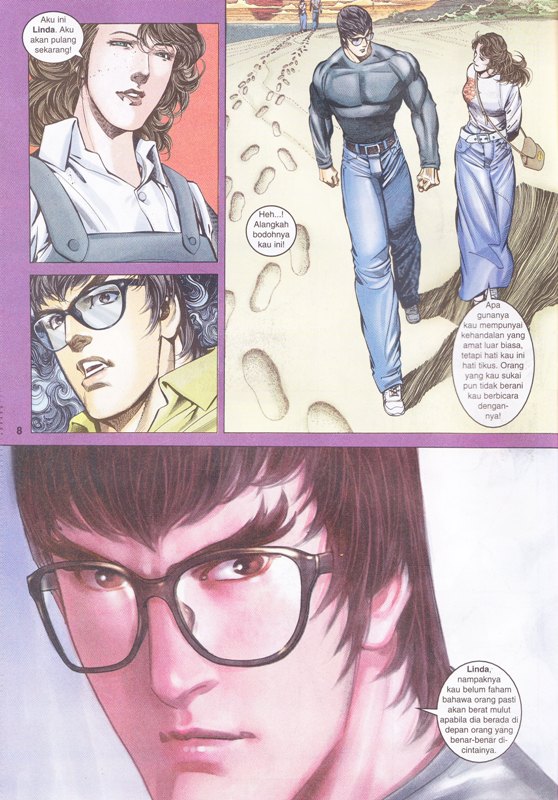 Aku ini
Linda. Aku
akan pulang
sekarang!
Heh...!
Alangkah
bodohnya
kau ini!
Apa
gunanya
kau mempunyai
kehandalan yang
amat luar biasa,
tetapi hati kau ini
hati tikus. Orang
yang kau sukai
pun tidak berani
kau berbicara
dengan-
nya!
8
Linda,
nampaknya
kau belum faham
bahawa orang pasti
akan berat mulut
apabila dia berada di
depan orang yang
benar-benar di-
cintainya.